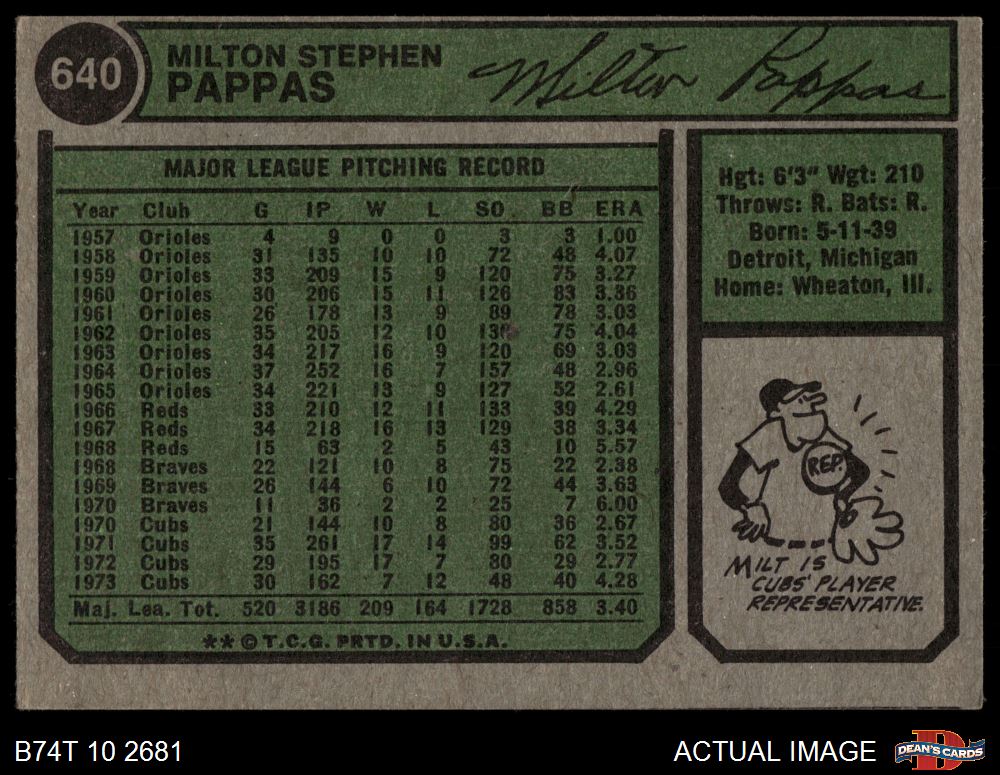 640
MILTON STEPHEN
PAPPAS
Milton Pappas
MAJOR LEAGUE PITCHING RECORD
Year Club G IP W L SO BB ERA
1957 Orioles 4 9 0 0 3 3 1.00
1958 Orioles 31 135 10 10 72 48 4.07
1959 Orioles 33 209 15 9 120 75 3.27
1960 Orioles 30 206 15 11 126 83 3.36
1961 Orioles 26 178 13 9 89 78 3.03
1962 Orioles 35 205 12 10 130 75 4.04
1963 Orioles 34 217 16 9 120 69 3.03
1964 Orioles 37 252 16 7 157 48 2.96
1965 Orioles 34 221 13 9 127 52 2.61
1966 Reds 33 210 12 11 133 39 4.29
1967 Reds 34 218 16 13 129 38 3.34
1968 Reds 15 63 2 5 43 10 5.57
1968 Braves 22 121 10 8 75 22 2.38
1969 Braves 26 144 6 10 72 44 3.63
1970 Braves 11 36 2 2 25 7 6.00
1970 Cubs 21 144 10 8 80 36 2.67
1971 Cubs 35 261 17 14 99 62 3.52
1972 Cubs 29 195 17 7 80 29 2.77
1973 Cubs 30 162 7 12 48 40 4.28
Maj. Lea. Tot. 520 3186 209 164 1728 858 3.40
**©T.C.G. PRTD. IN U.S.A.
Hgt: 6'3" Wgt: 210
Throws: R. Bats: R.
Born: 5-11-39
Detroit, Michigan
Home: Wheaton, Ill.
REP.
MILT IS
CUBS' PLAYER
REPRESENTATIVE.
B74T 10 2681
ACTUAL IMAGE
D
DEAN'S CARDS